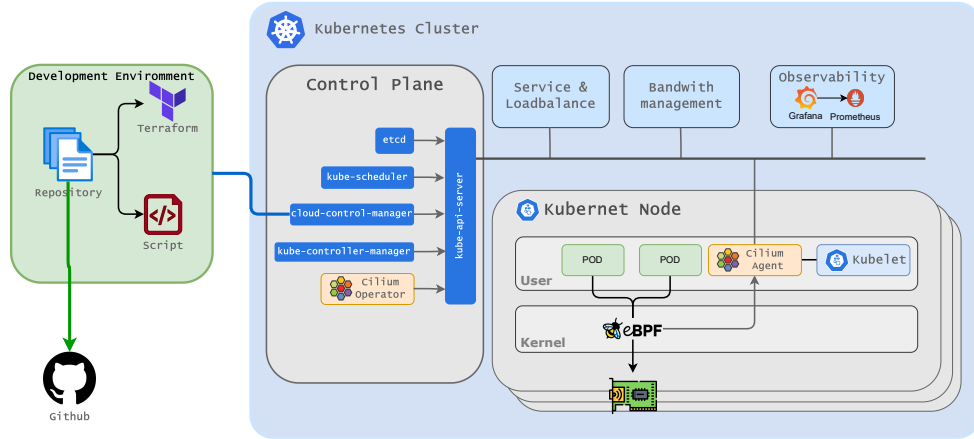 Kubernetes Cluster
Development Enviromment
Terraform
Repository
Script
Github
Control Plane
etcd
kube-scheduler
cloud-control-manager
kube-controller-manager
Cilium
Operator
kube-api-server
Service &
Loadbalance
Bandwith
management
Observability
Grafana
Prometheus
Kubernet Node
POD
POD
Cilium
Agent
Kubelet
User
eBPF
Kernel